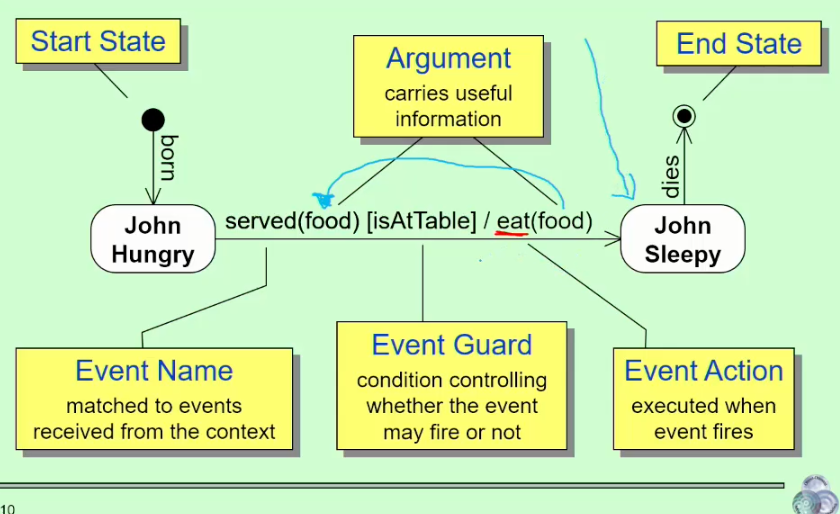 Start State
Argument
carries useful
information
End State
born
dies
John
Hungry
served(food) [isAtTable] / eat(food)
John
Sleepy
Event Name
matched to events
received from the context
Event Guard
condition controlling
whether the event
may fire or not
Event Action
executed when
event fires
10